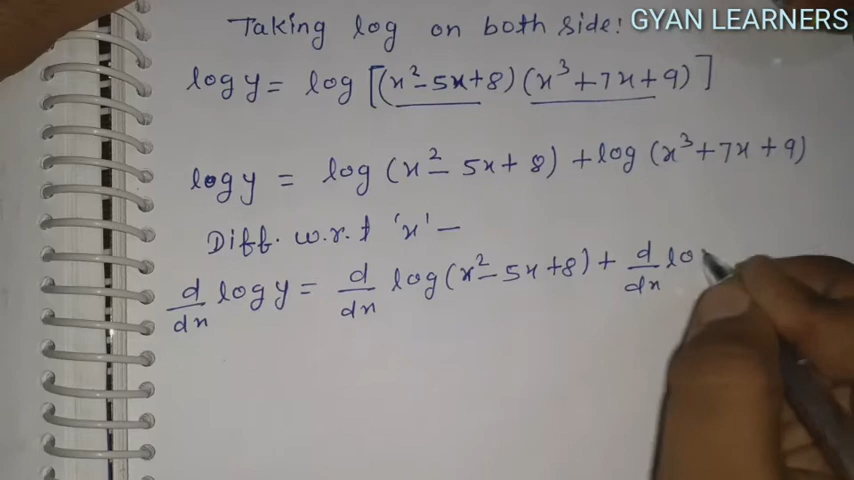 GYAN LEARNERS
Taking log on both side:
log y = log [(x² - 5x + 8) (x³ + 7x + 9)]
log y = log (x² - 5x + 8) + log (x³ + 7x + 9)
Diff. w.r.t 'x' -
d/dx log y = d/dx log (x² - 5x + 8) + d/dx lo